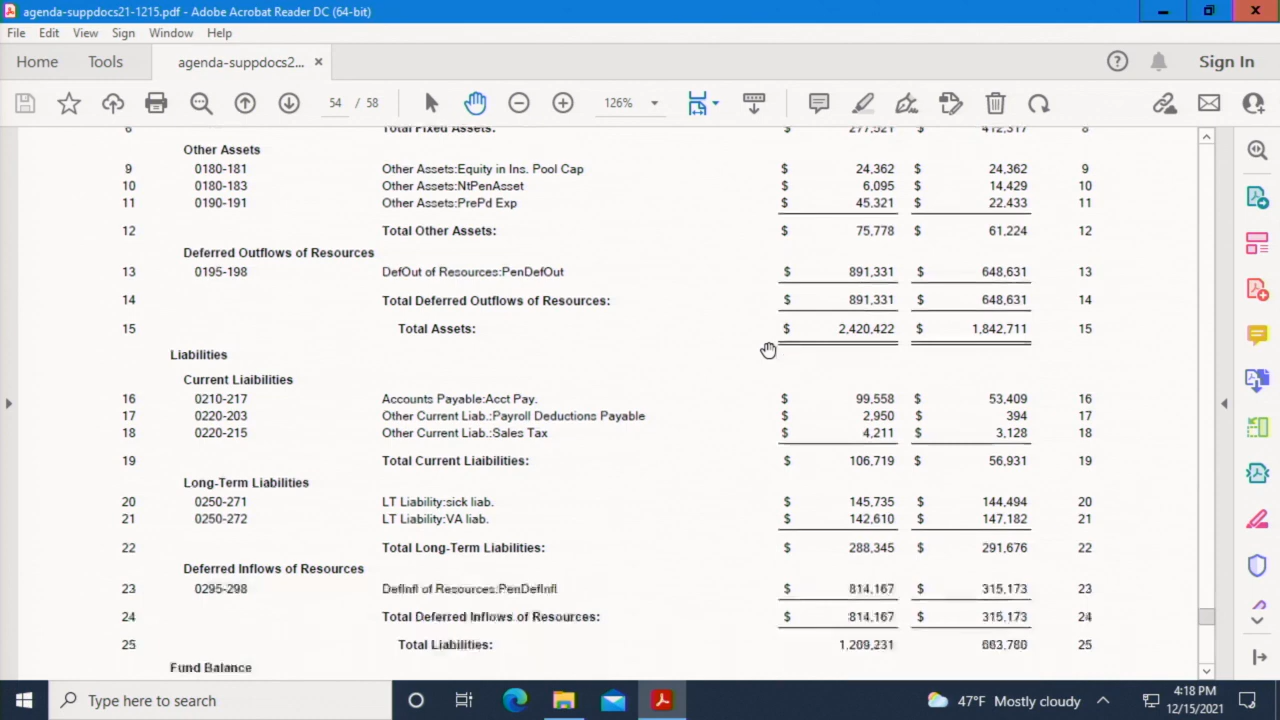 agenda-suppdocs21-1215.pdf - Adobe Acrobat Reader DC (64-bit)
File Edit View Sign Window Help
Home Tools agenda-suppdocs2... × Sign In
54 / 58 126%
6 Total Fixed Assets: $ 277,521 $ 412,317 8
Other Assets
9 0180-181 Other Assets:Equity in Ins. Pool Cap $ 24,362 $ 24,362 9
10 0180-183 Other Assets:NtPenAsset $ 6,095 $ 14,429 10
11 0190-191 Other Assets:PrePd Exp $ 45,321 $ 22,433 11
12 Total Other Assets: $ 75,778 $ 61,224 12
Deferred Outflows of Resources
13 0195-198 DefOut of Resources:PenDefOut $ 891,331 $ 648,631 13
14 Total Deferred Outflows of Resources: $ 891,331 $ 648,631 14
15 Total Assets: $ 2,420,422 $ 1,842,711 15
Liabilities
Current Liaibilities
16 0210-217 Accounts Payable:Acct Pay. $ 99,558 $ 53,409 16
17 0220-203 Other Current Liab.:Payroll Deductions Payable $ 2,950 $ 394 17
18 0220-215 Other Current Liab.:Sales Tax $ 4,211 $ 3,128 18
19 Total Current Liaibilities: $ 106,719 $ 56,931 19
Long-Term Liabilities
20 0250-271 LT Liability:sick liab. $ 145,735 $ 144,494 20
21 0250-272 LT Liability:VA liab. $ 142,610 $ 147,182 21
22 Total Long-Term Liabilities: $ 288,345 $ 291,676 22
Deferred Inflows of Resources
23 0295-298 DefInfl of Resources:PenDefInfl $ 814,167 $ 315,173 23
24 Total Deferred Inflows of Resources: $ 814,167 $ 315,173 24
25 Total Liabilities: 1,209,231 663,780 25
Fund Balance
Type here to search
47°F Mostly cloudy
4:18 PM
12/15/2021